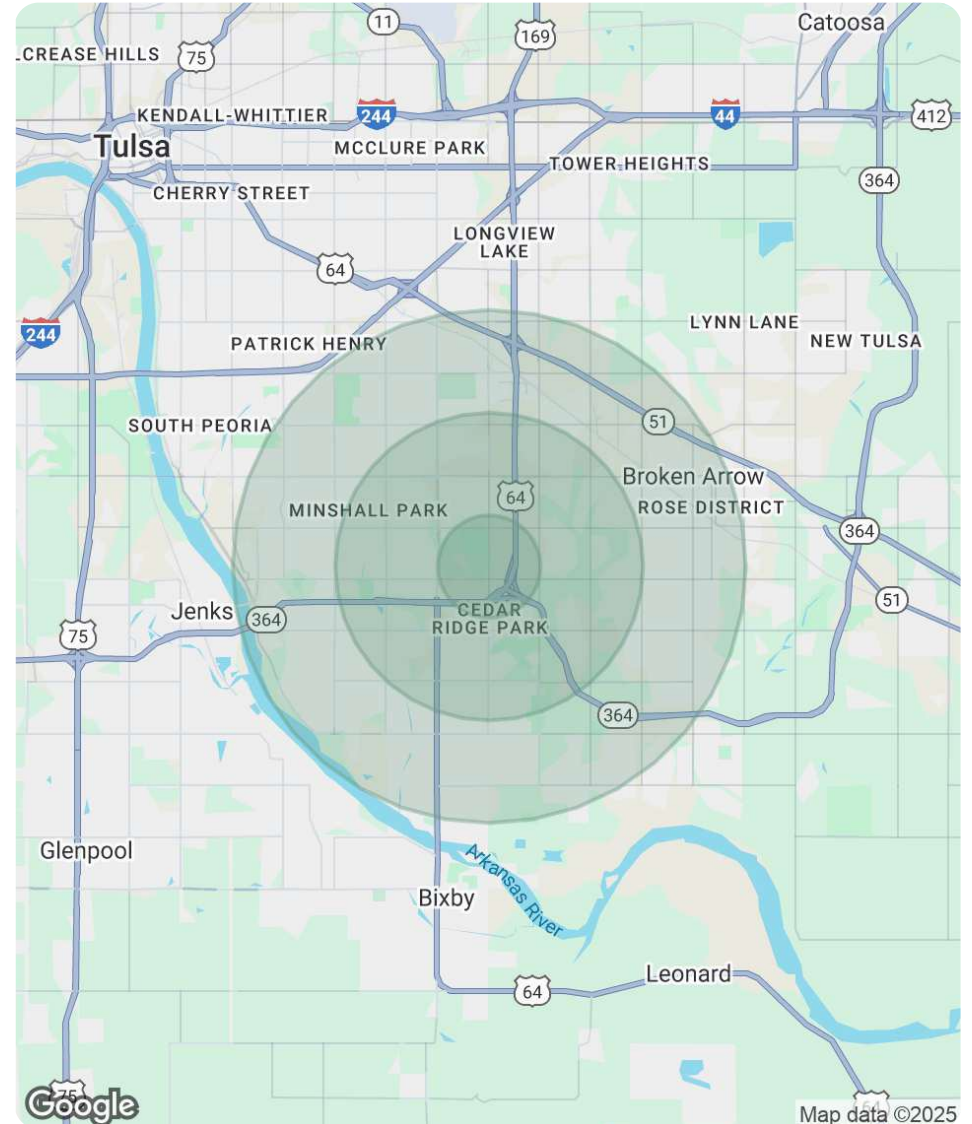 Catoosa
11
169
LCREASE HILLS
75
KENDALL-WHITTIER
244
44
412
Tulsa
MCCLURE PARK
TOWER HEIGHTS
364
CHERRY STREET
LONGVIEW
LAKE
64
244
LYNN LANE
PATRICK HENRY
NEW TULSA
SOUTH PEORIA
51
Broken Arrow
64
MINSHALL PARK
ROSE DISTRICT
364
51
Jenks
364
CEDAR
RIDGE PARK
75
364
Glenpool
Arkansas River
Bixby
Leonard
64
75
64
Google
Map data ©2025